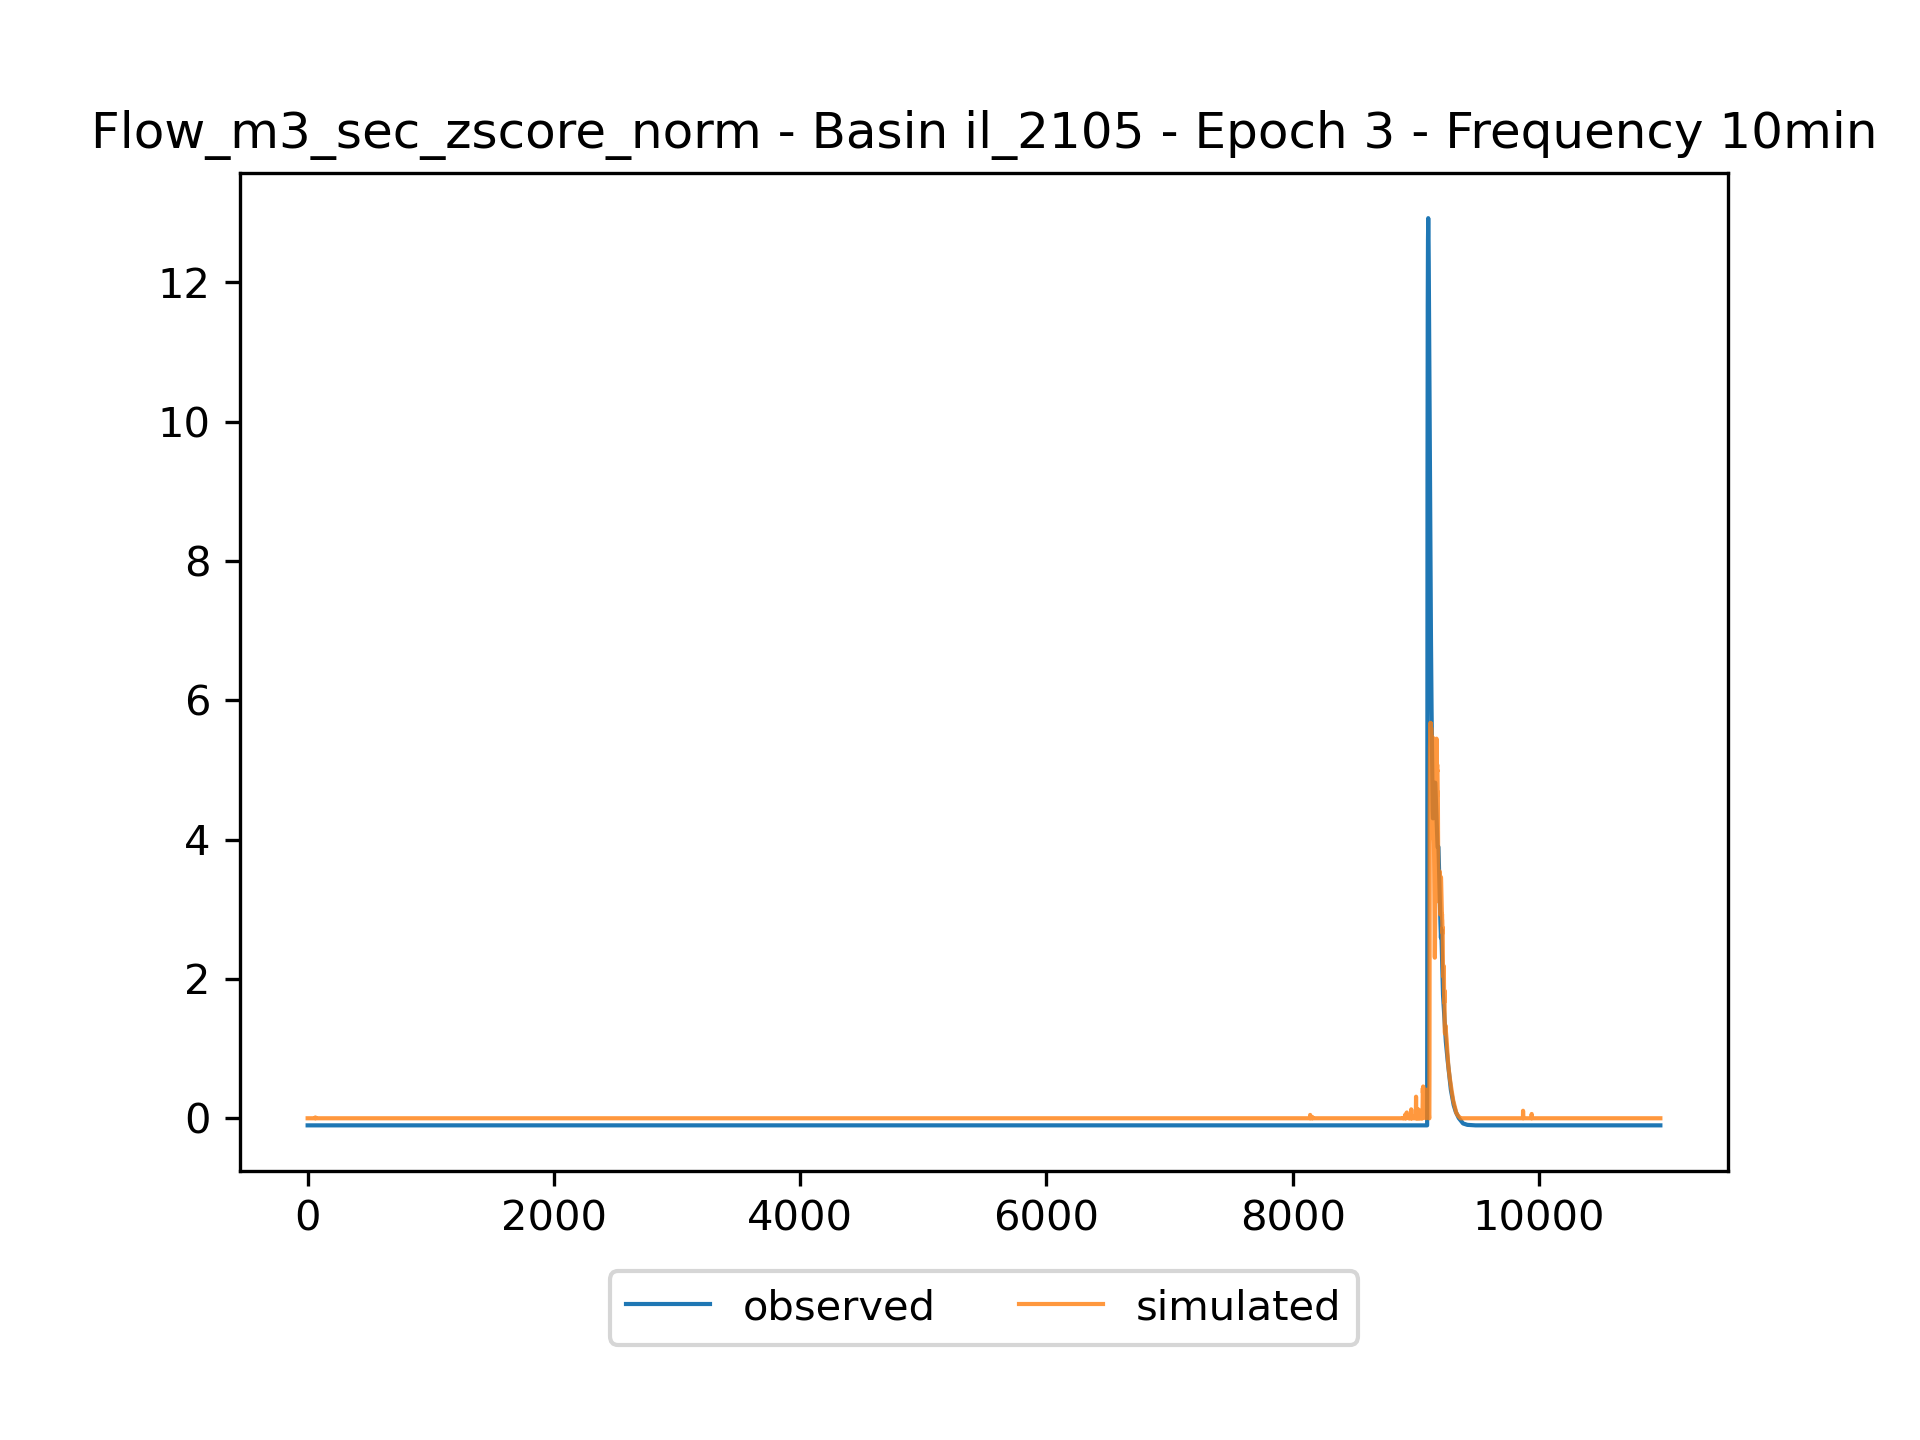 Flow_m3_sec_zscore_norm - Basin il_2105 - Epoch 3 - Frequency 10min
12
10
8
6
4
2
0
0 2000 4000 6000 8000 10000
observed simulated